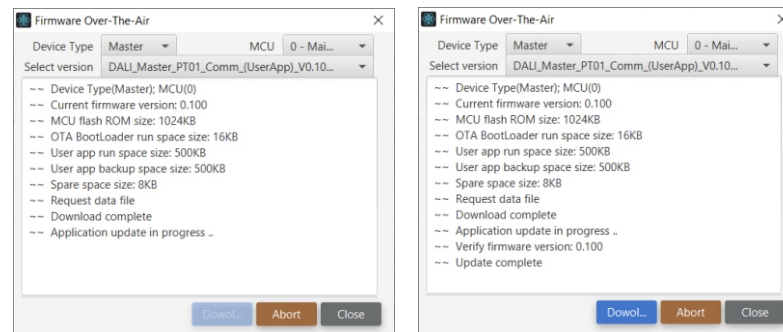 Firmware Over-The-Air
Device Type Master MCU 0 - Mai...
Select version DALI_Master_PT01_Comm_(UserApp)_V0.10...
~~ Device Type(Master); MCU(0)
~~ Current firmware version: 0.100
~~ MCU flash ROM size: 1024KB
~~ OTA BootLoader run space size: 16KB
~~ User app run space size: 500KB
~~ User app backup space size: 500KB
~~ Spare space size: 8KB
~~ Request data file
~~ Download complete
~~ Application update in progress ..
Dowol... Abort Close
Firmware Over-The-Air
Device Type Master MCU 0 - Mai...
Select version DALI_Master_PT01_Comm_(UserApp)_V0.10...
~~ Device Type(Master); MCU(0)
~~ Current firmware version: 0.100
~~ MCU flash ROM size: 1024KB
~~ OTA BootLoader run space size: 16KB
~~ User app run space size: 500KB
~~ User app backup space size: 500KB
~~ Spare space size: 8KB
~~ Request data file
~~ Download complete
~~ Application update in progress ..
~~ Verify firmware version: 0.100
~~ Update complete
Dowol... Abort Close